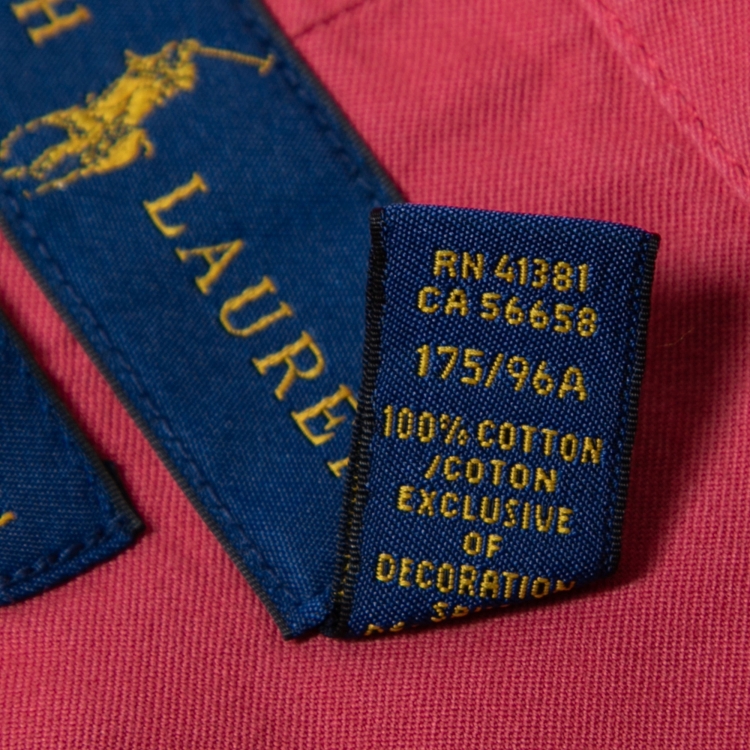 H
LAURE
RN 41381
CA 56658
175/96A
100% COTTON
/COTON
EXCLUSIVE
OF
DECORATION